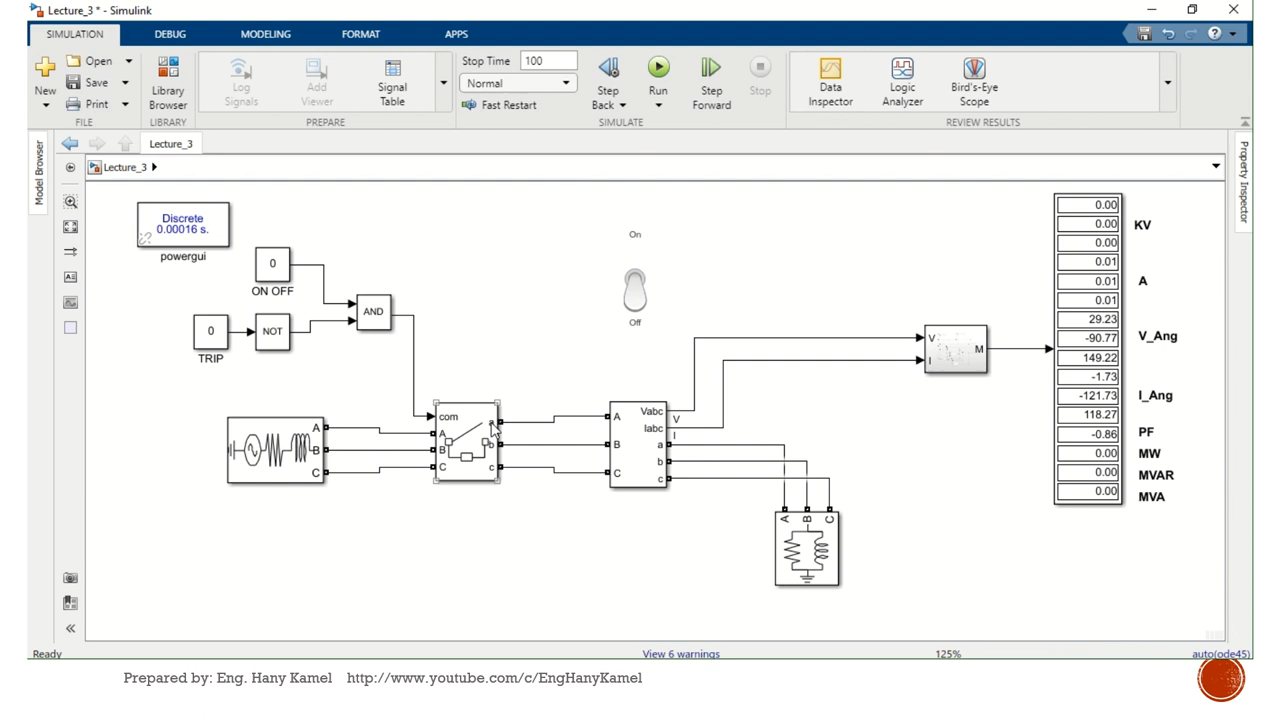 Lecture_3 * - Simulink
SIMULATION DEBUG MODELING FORMAT APPS
New
Open
Save
Print
FILE
Library Browser
LIBRARY
Log Signals
Add Viewer
Signal Table
PREPARE
Stop Time 100
Normal
Fast Restart
Step Back
Run
Step Forward
Stop
SIMULATE
Data Inspector
Logic Analyzer
Bird's-Eye Scope
REVIEW RESULTS
Model Browser
Lecture_3
Lecture_3
Property Inspector
Discrete
0.00016 s.
powergui
0
ON OFF
0
TRIP
NOT
AND
On
Off
com
A
B
C
a
b
c
A
B
C
A
B
C
Vabc
Iabc
a
b
c
V
I
A B C
V
I
M
0.00
0.00
0.00
0.01
0.01
0.01
29.23
-90.77
149.22
-1.73
-121.73
118.27
-0.86
0.00
0.00
0.00
KV
A
V_Ang
I_Ang
PF
MW
MVAR
MVA
Ready
View 6 warnings
125%
auto(ode45)
Prepared by: Eng. Hany Kamel http://www.youtube.com/c/EngHanyKamel